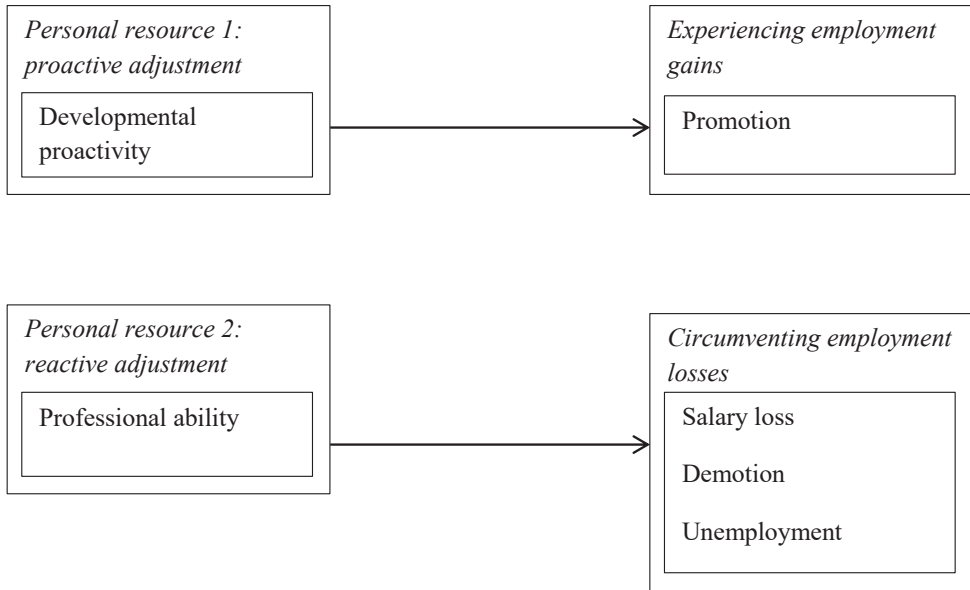 Personal resource 1:
proactive adjustment
Developmental
proactivity
Experiencing employment
gains
Promotion
Personal resource 2:
reactive adjustment
Professional ability
Circumventing employment
losses
Salary loss
Demotion
Unemployment